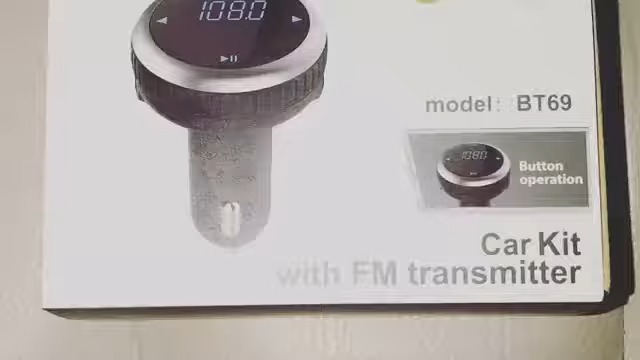 108.0
model: BT69
108.0
Button
operation
Car Kit
with FM transmitter